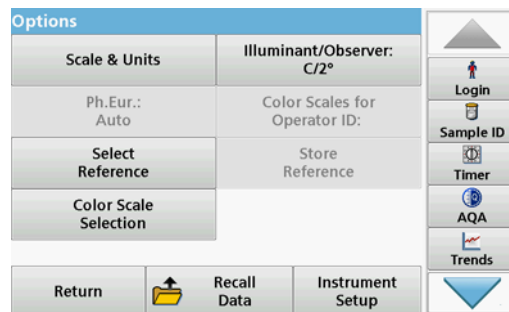 Options
Scale & Units
Illuminant/Observer:
C/2°
Ph.Eur.:
Auto
Color Scales for
Operator ID:
Select
Reference
Store
Reference
Color Scale
Selection
Return
Recall
Data
Instrument
Setup
Login
Sample ID
Timer
AQA
Trends